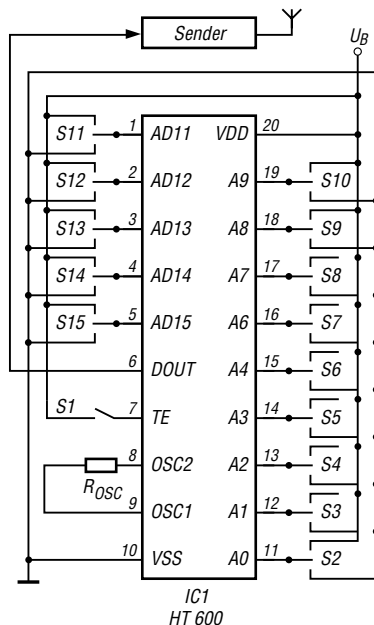 Sender
U_B
S11 1 AD11 VDD 20
S12 2 AD12 A9 19 S10
S13 3 AD13 A8 18 S9
S14 4 AD14 A7 17 S8
S15 5 AD15 A6 16 S7
6 DOUT A4 15 S6
S1 7 TE A3 14 S5
8 OSC2 A2 13 S4
R_OSC
9 OSC1 A1 12 S3
10 VSS A0 11 S2
IC1
HT 600